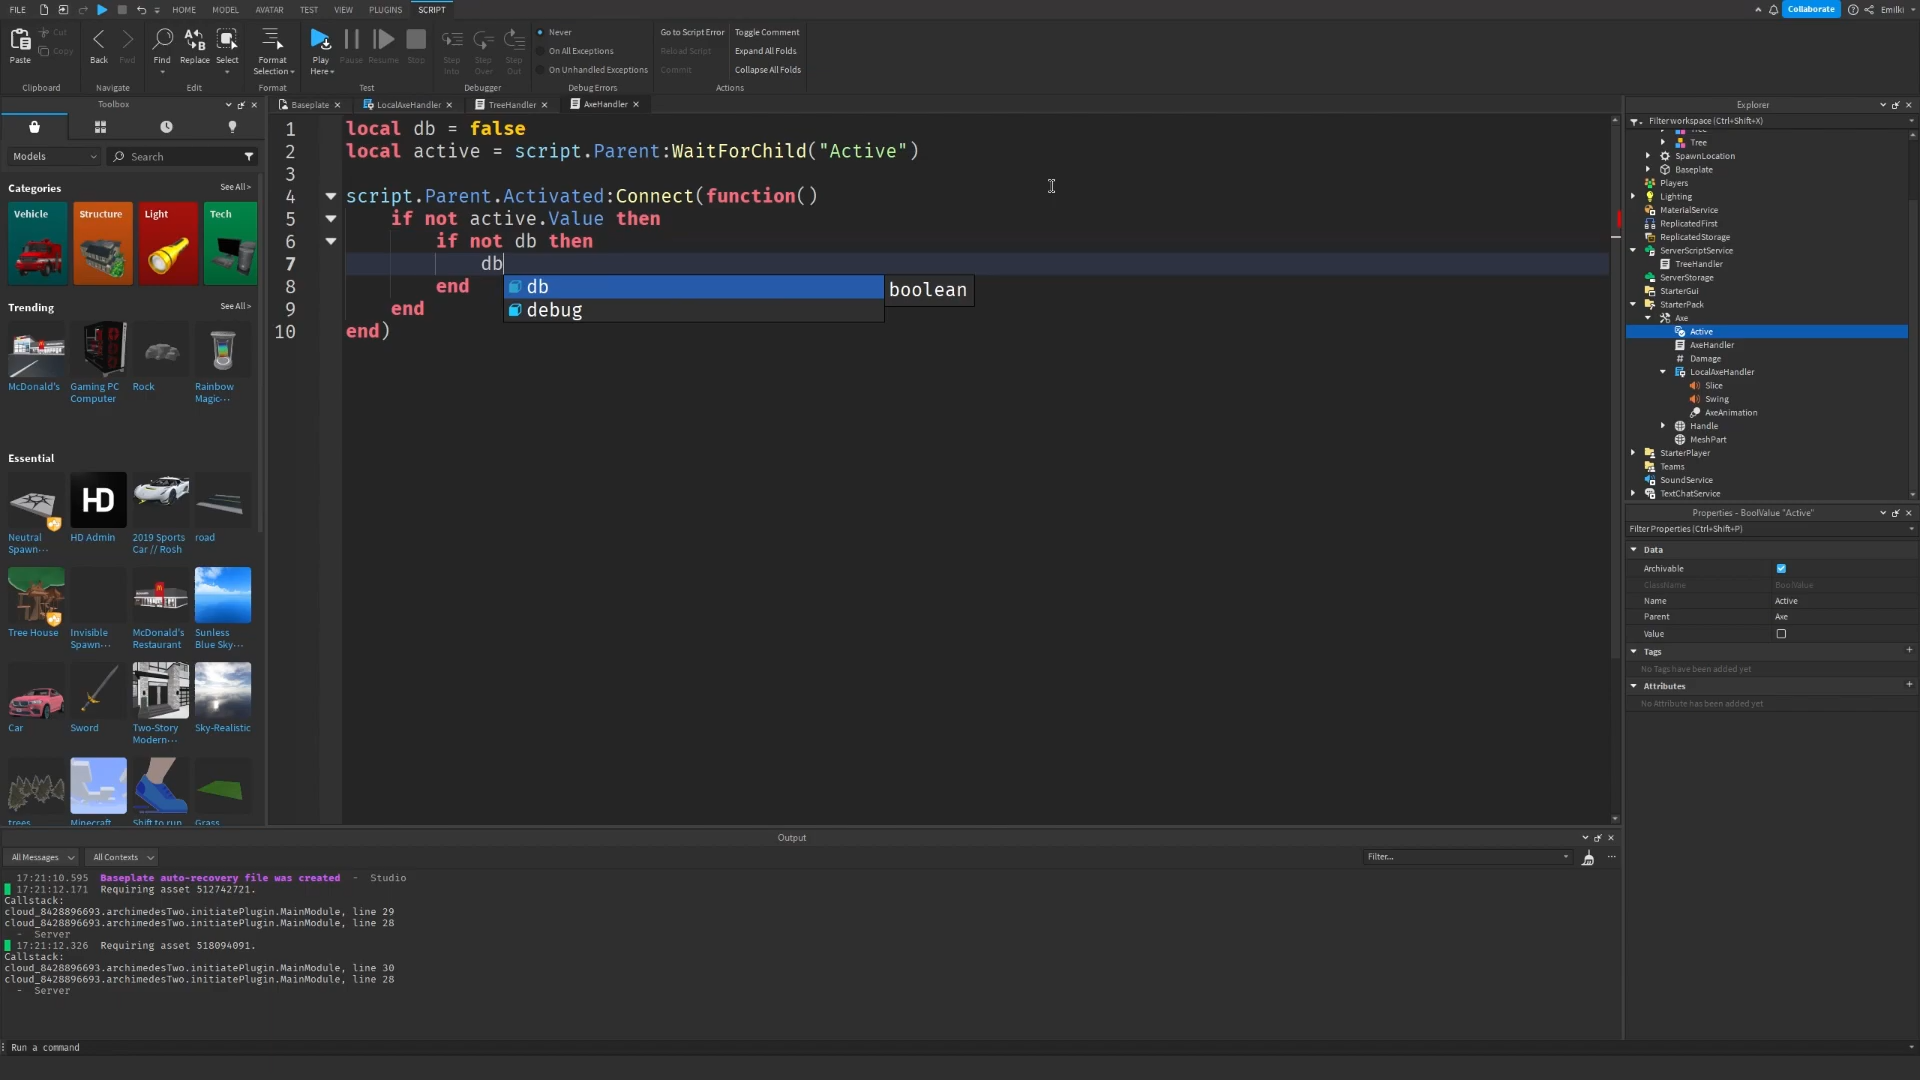 FILE HOME MODEL AVATAR TEST VIEW PLUGINS SCRIPT Collaborate Emilki
Paste Cut Copy
Back Fwd Find Replace Select Format Selection Play Here Pause Resume Stop Step Into Step Over Step Out
Never
On All Exceptions
On Unhandled Exceptions
Go to Script Error Toggle Comment
Reload Script Expand All Folds
Commit Collapse All Folds
Clipboard Navigate Edit Format Test Debugger Debug Errors Actions
Toolbox
Baseplate LocalAxeHandler TreeHandler AxeHandler
Models Search
Categories See All >
Vehicle Structure Light Tech
Trending See All >
McDonald's Gaming PC Computer Rock Rainbow Magic···
Essential
HD
Neutral Spawn··· HD Admin 2019 Sports Car // Rosh road
Tree House Invisible Spawn··· McDonald's Restaurant Sunless Blue Sky···
Car Sword Two-Story Modern··· Sky-Realistic
trees Minecraft Shift to run Grass
1 local db = false
2 local active = script.Parent:WaitForChild("Active")
3
4 script.Parent.Activated:Connect(function()
5 if not active.Value then
6 if not db then
7 db
8 end
9 end
10 end)
db
debug
boolean
Explorer
Filter workspace (Ctrl+Shift+X)
Tree
Tree
SpawnLocation
Baseplate
Players
Lighting
MaterialService
ReplicatedFirst
ReplicatedStorage
ServerScriptService
TreeHandler
ServerStorage
StarterGui
StarterPack
Axe
Active
AxeHandler
Damage
LocalAxeHandler
Slice
Swing
AxeAnimation
Handle
MeshPart
StarterPlayer
Teams
SoundService
TextChatService
Properties - BoolValue "Active"
Filter Properties (Ctrl+Shift+P)
Data
Archivable
ClassName BoolValue
Name Active
Parent Axe
Value
Tags
No Tags have been added yet
Attributes
No Attribute has been added yet
Output
All Messages All Contexts Filter...
17:21:10.595 Baseplate auto-recovery file was created - Studio
17:21:12.171 Requiring asset 512742721.
Callstack:
cloud_8428896693.archimedesTwo.initiatePlugin.MainModule, line 29
cloud_8428896693.archimedesTwo.initiatePlugin.MainModule, line 28
- Server
17:21:12.326 Requiring asset 518094091.
Callstack:
cloud_8428896693.archimedesTwo.initiatePlugin.MainModule, line 30
cloud_8428896693.archimedesTwo.initiatePlugin.MainModule, line 28
- Server
Run a command